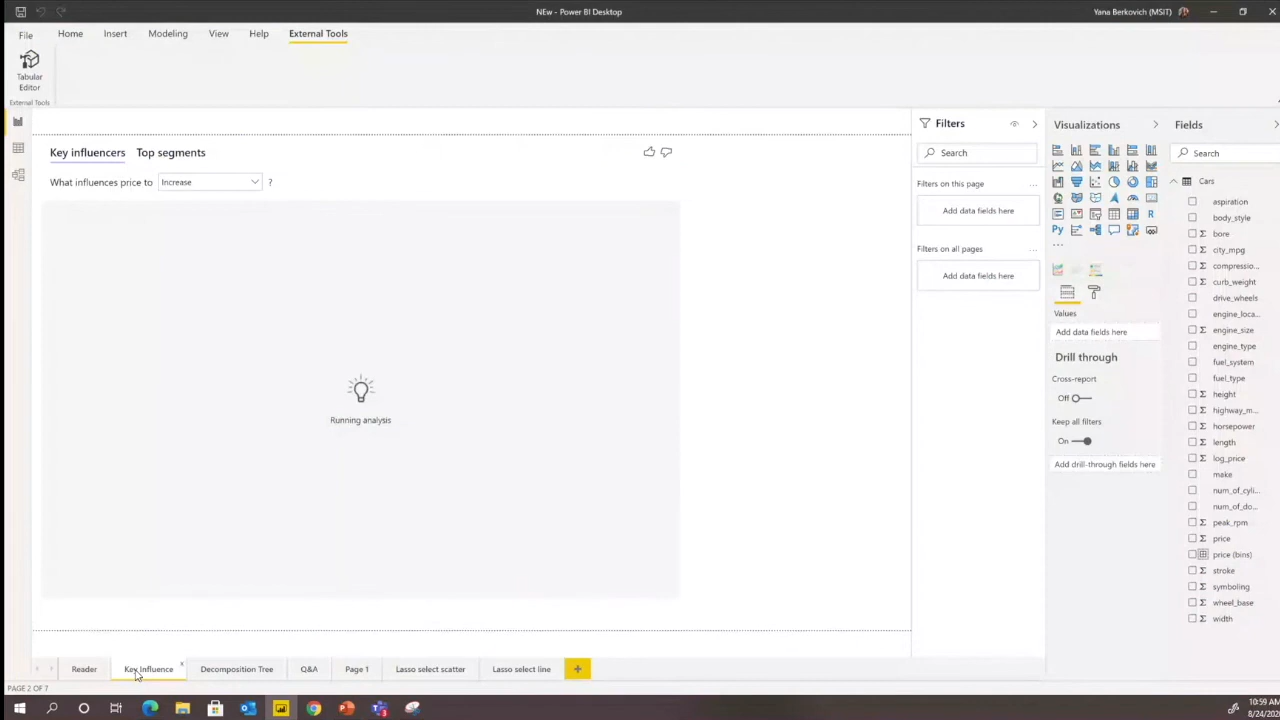 NEw - Power BI Desktop
Yana Berkovich (MSIT)
File
Home
Insert
Modeling
View
Help
External Tools
Tabular
Editor
External Tools
Key influencers
Top segments
What influences price to
Increase
?
Running analysis
Filters
Search
Filters on this page
...
Add data fields here
Filters on all pages
...
Add data fields here
Visualizations
R
Py
...
Values
Add data fields here
Drill through
Cross-report
Off
Keep all filters
On
Add drill-through fields here
Fields
Search
Cars
aspiration
body_style
Σ bore
Σ city_mpg
Σ compressio...
Σ curb_weight
drive_wheels
engine_loca...
Σ engine_size
engine_type
fuel_system
fuel_type
Σ height
Σ highway_m...
Σ horsepower
Σ length
Σ log_price
make
num_of_cyli...
num_of_do...
Σ peak_rpm
Σ price
price (bins)
Σ stroke
Σ symboling
Σ wheel_base
Σ width
Reader
Key Influence
x
Decomposition Tree
Q&A
Page 1
Lasso select scatter
Lasso select line
+
PAGE 2 OF 7
10:59 AM